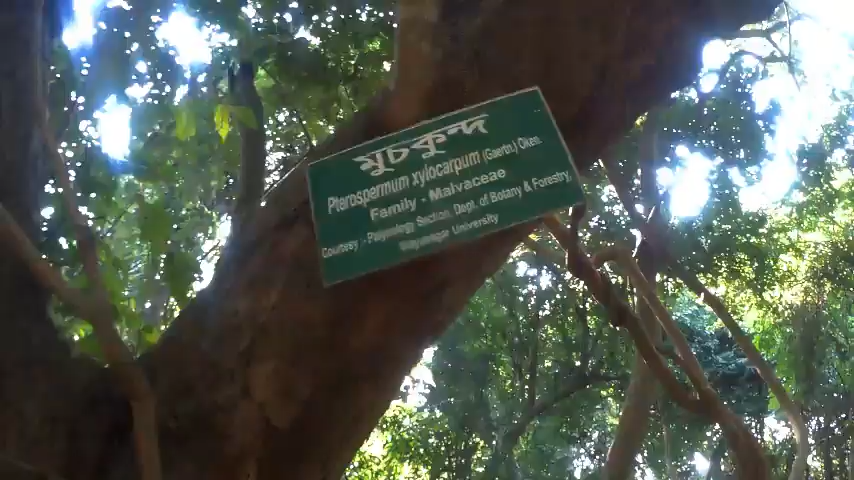 মুচকুন্দ
Pterospermum xylocarpum (Gaertn.) Oken.
Family - Malvaceae
Courtesy :- Palynology Section, Dept. of Botany & Forestry,
Vidyasagar University